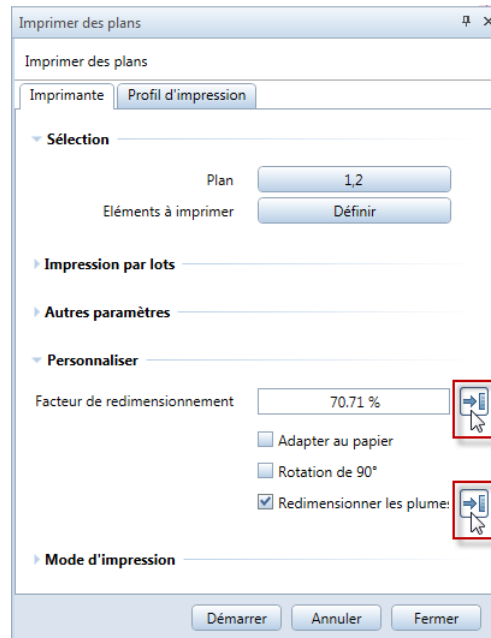 Imprimer des plans
Imprimer des plans
Imprimante Profil d'impression
Sélection
Plan 1,2
Eléments à imprimer Définir
Impression par lots
Autres paramètres
Personnaliser
Facteur de redimensionnement 70.71 %
Adapter au papier
Rotation de 90°
Redimensionner les plumes
Mode d'impression
Démarrer Annuler Fermer